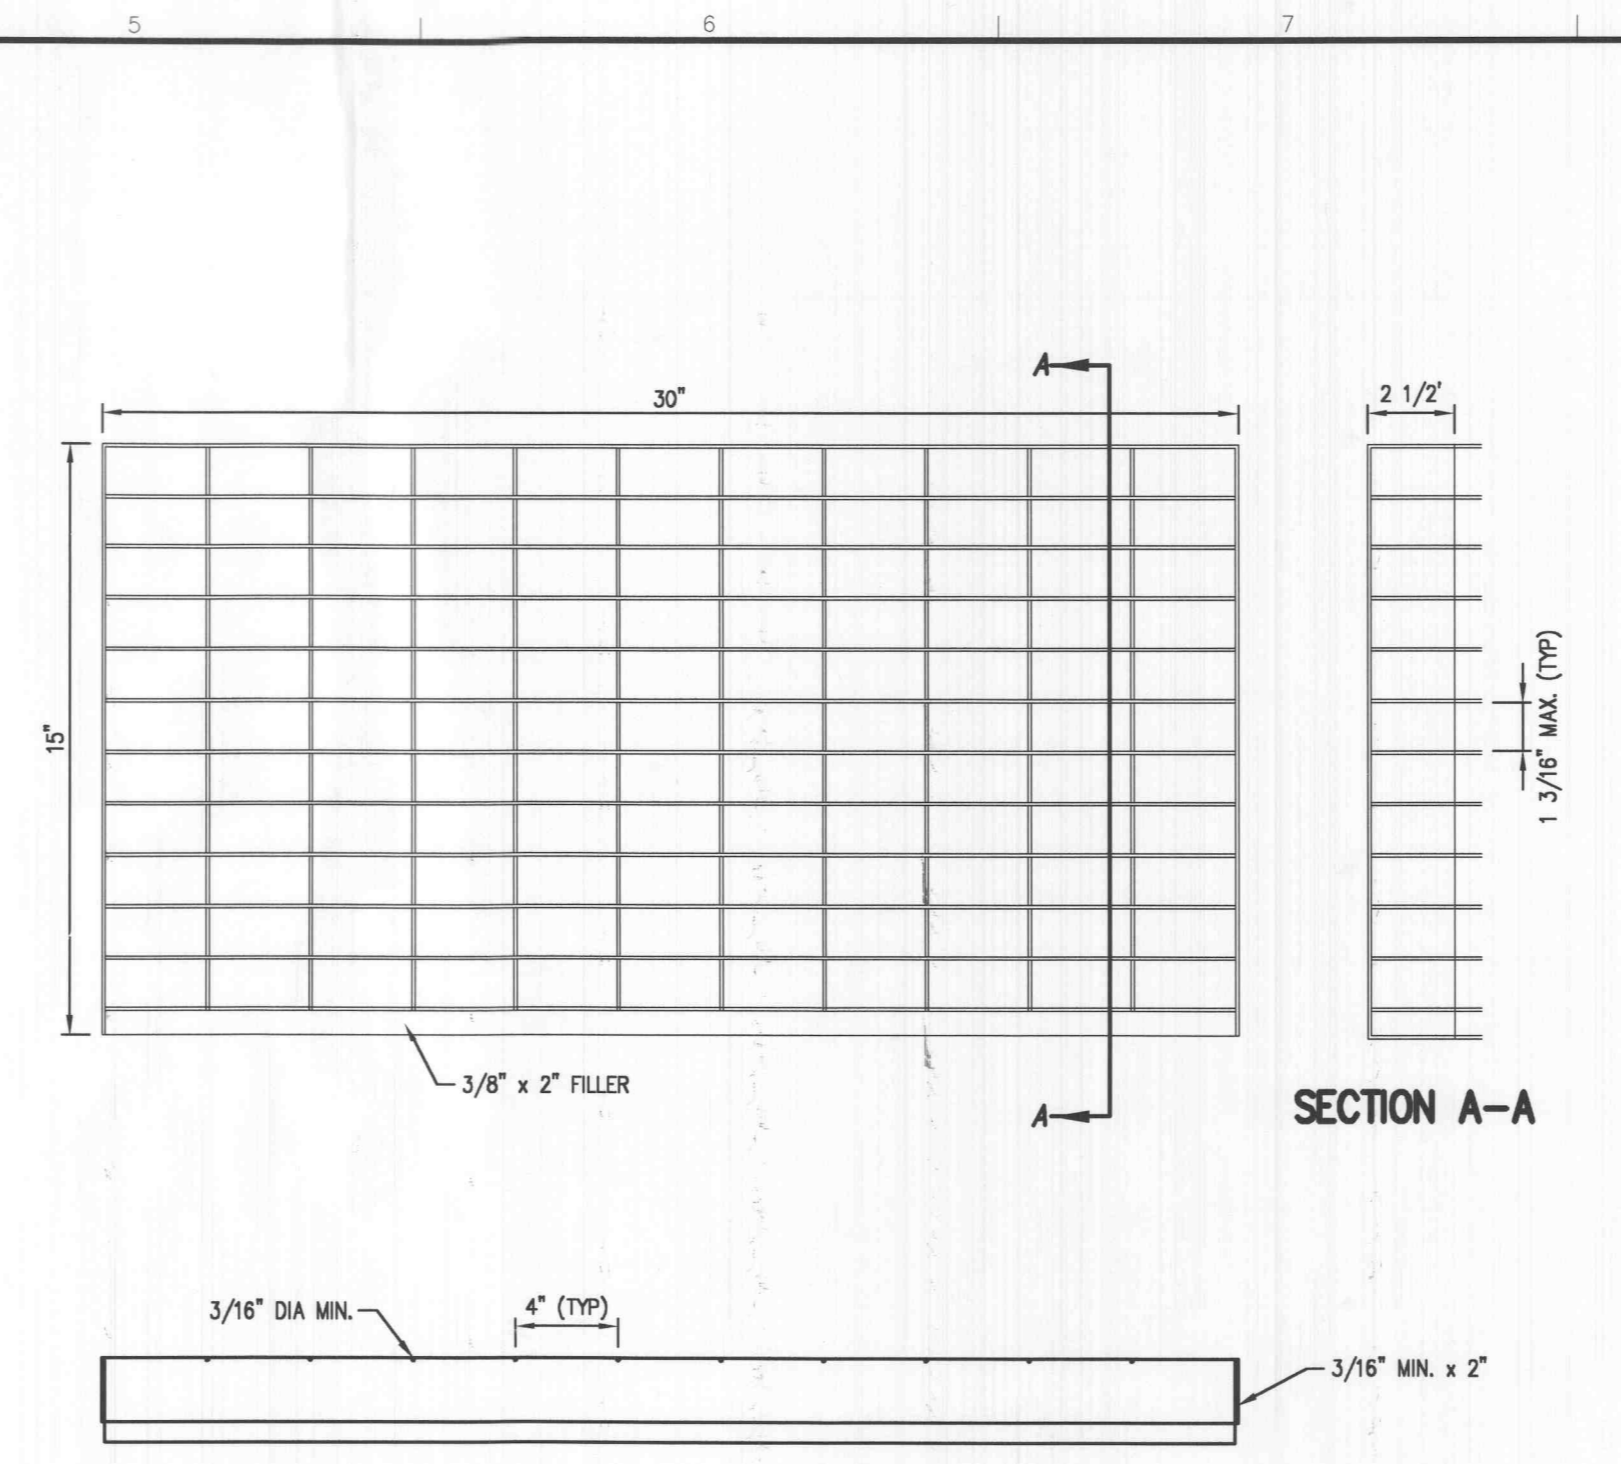 5 6 7
A
30"
2 1/2'
15"
1 3/16" MAX. (TYP)
3/8" x 2" FILLER
A
SECTION A-A
3/16" DIA MIN.
4" (TYP)
3/16" MIN. x 2"